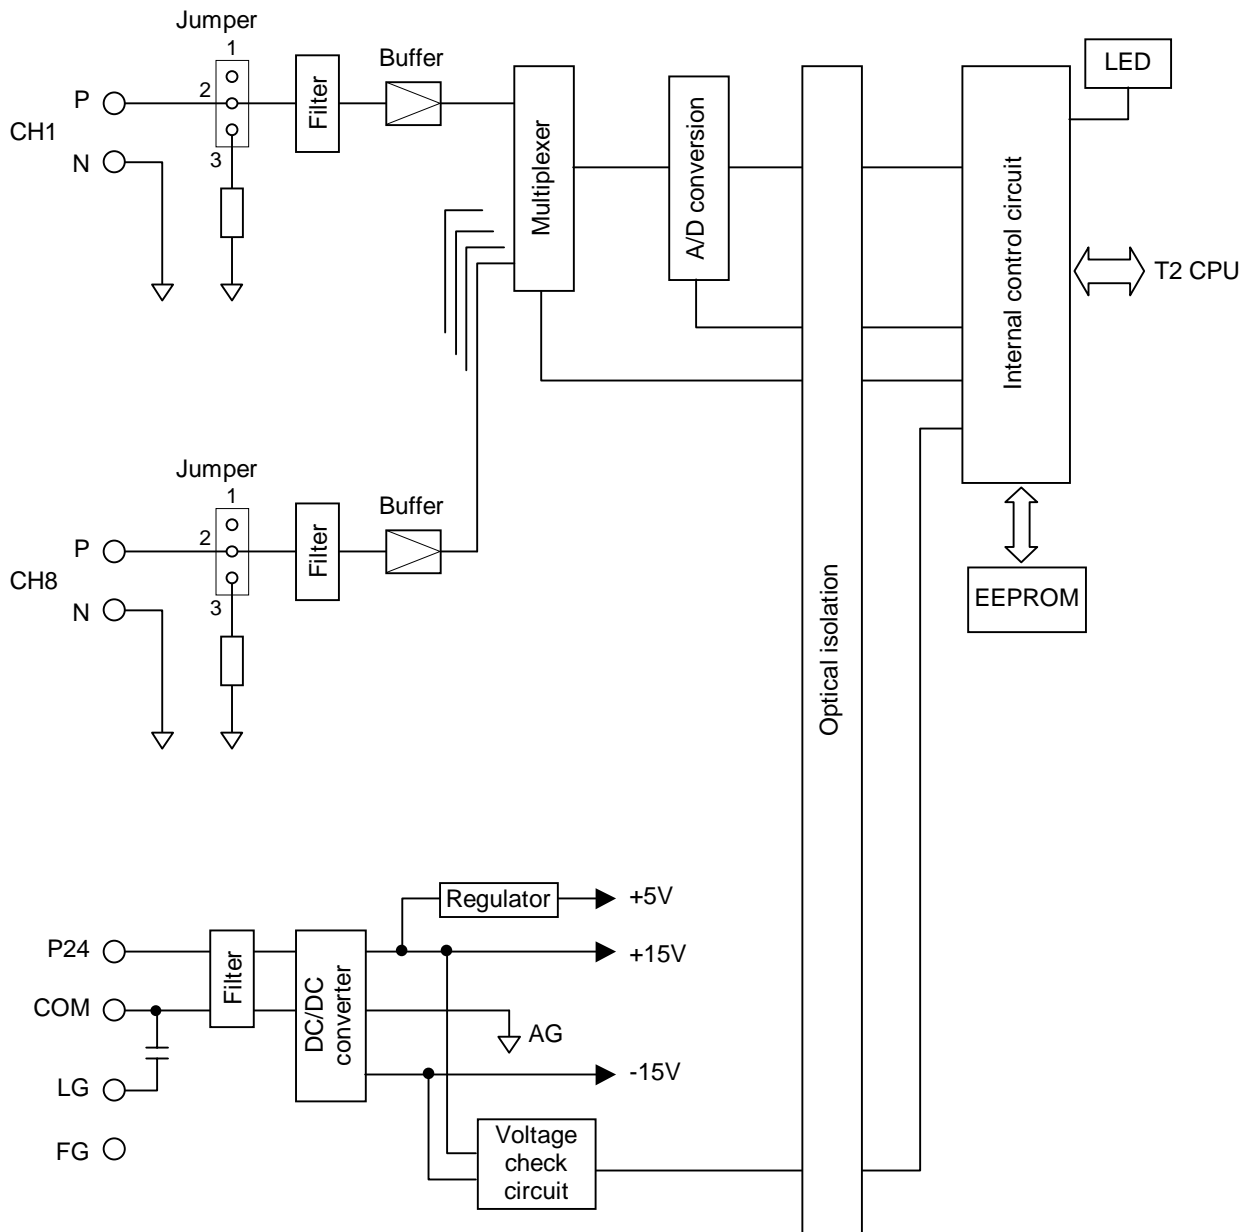 Jumper
1
2
3
P
CH1
N
Filter
Buffer
Multiplexer
A/D conversion
Optical isolation
Internal control circuit
LED
T2 CPU
EEPROM
Jumper
1
2
3
P
CH8
N
Filter
Buffer
P24
COM
LG
FG
Filter
DC/DC
converter
Regulator
+5V
+15V
AG
-15V
Voltage
check
circuit